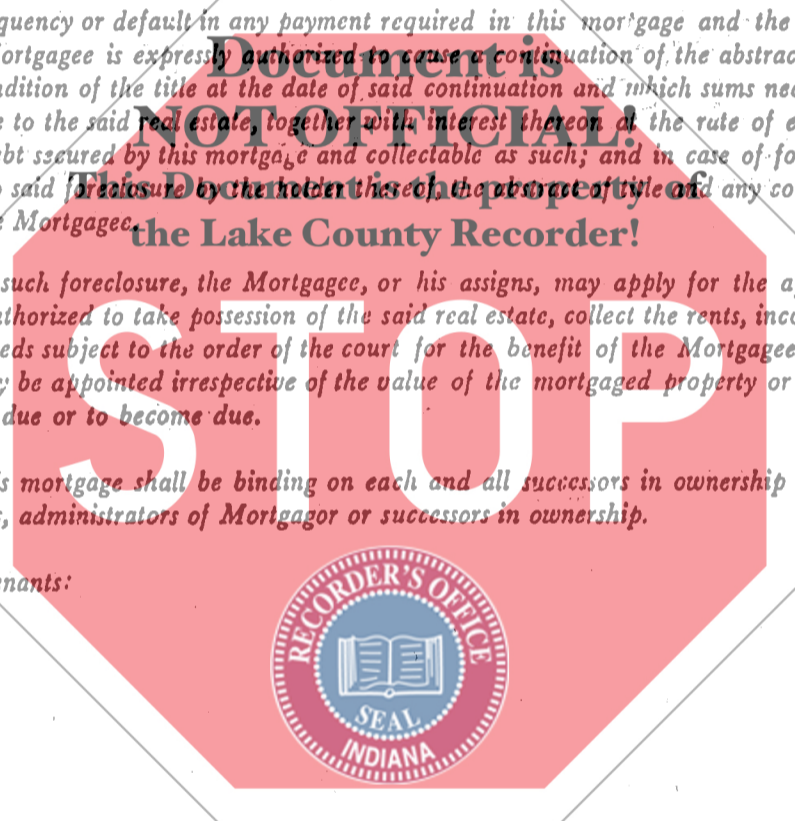 quency or default in any payment required in this mortgage and the
ortgagee is expressly authorized to cause a continuation of the abstrac
Document is
ndition of the title at the date of said continuation and which sums nee
NOT OFFICIAL!
e to the said real estate, together with interest thereon at the rute of e
bt secured by this mortgage and collectable as such; and in case of fo
This Document is the property of
said foreclosure by the holder thereof, the abstract of title and any co
Mortgagee.
the Lake County Recorder!
such foreclosure, the Mortgagee, or his assigns, may apply for the a
thorized to take possession of the said real estate, collect the rents, inco
eds subject to the order of the court for the benefit of the Mortgagee
be appointed irrespective of the value of the mortgaged property or
due or to become due.
STOP
s mortgage shall be binding on each and all successors in ownership
, administrators of Mortgagor or successors in ownership.
nants:
RECORDER'S OFFICE
SEAL
INDIANA